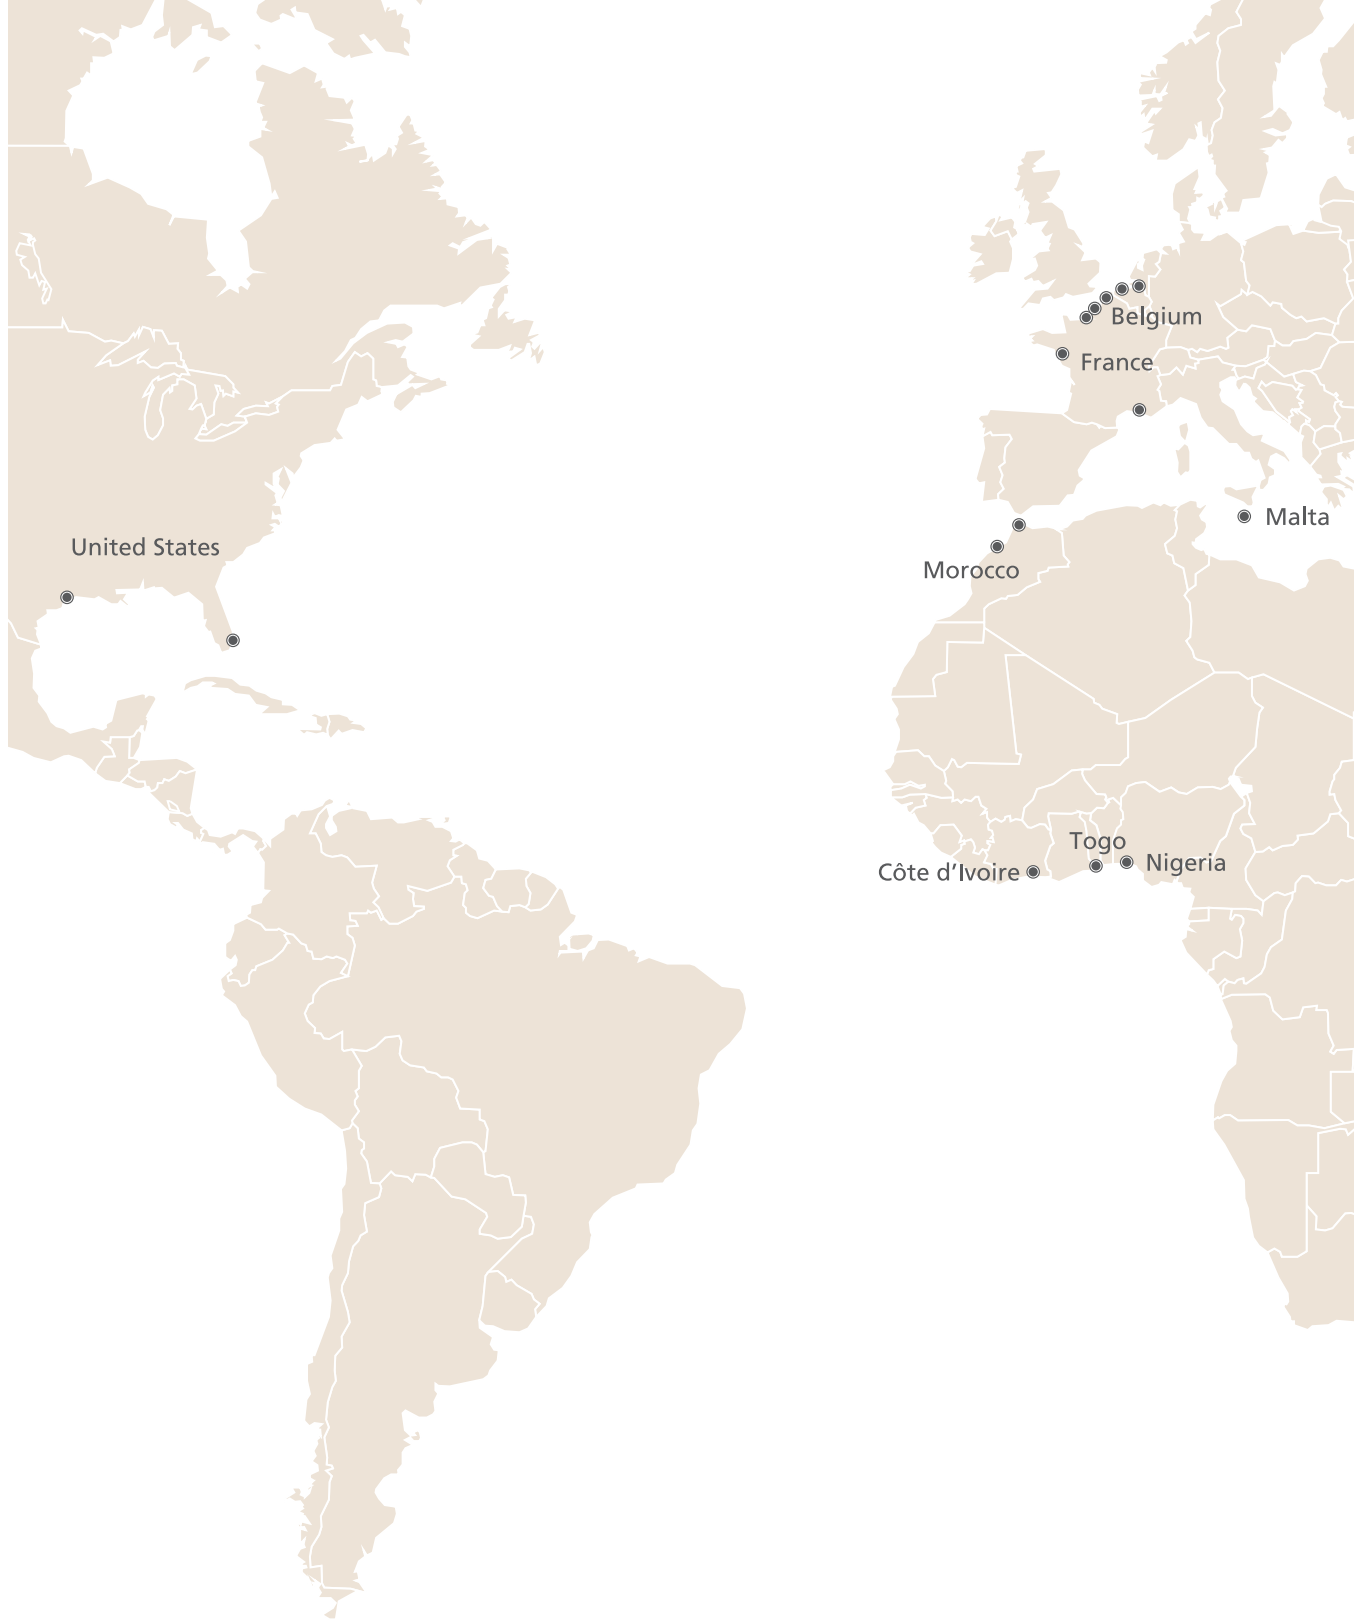 Belgium
France
Malta
United States
Morocco
Togo
Nigeria
Côte d'Ivoire